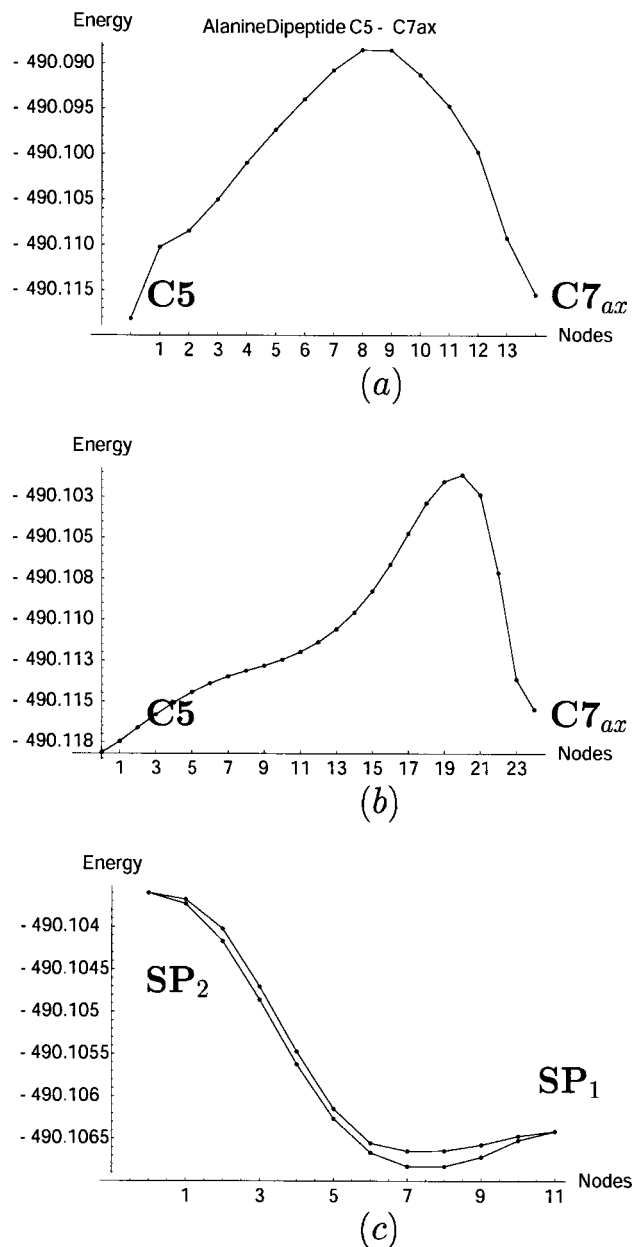 Energy
AlanineDipeptide C5 - C7ax
- 490.090
- 490.095
- 490.100
- 490.105
- 490.110
- 490.115
C5
C7ax
1 2 3 4 5 6 7 8 9 10 11 12 13
Nodes
(a)
Energy
- 490.103
- 490.105
- 490.108
- 490.110
- 490.113
- 490.115
- 490.118
C5
C7ax
1 3 5 7 9 11 13 15 17 19 21 23
Nodes
(b)
Energy
- 490.104
- 490.1045
- 490.105
- 490.1055
- 490.106
- 490.1065
SP2
SP1
1 3 5 7 9 11
Nodes
(c)